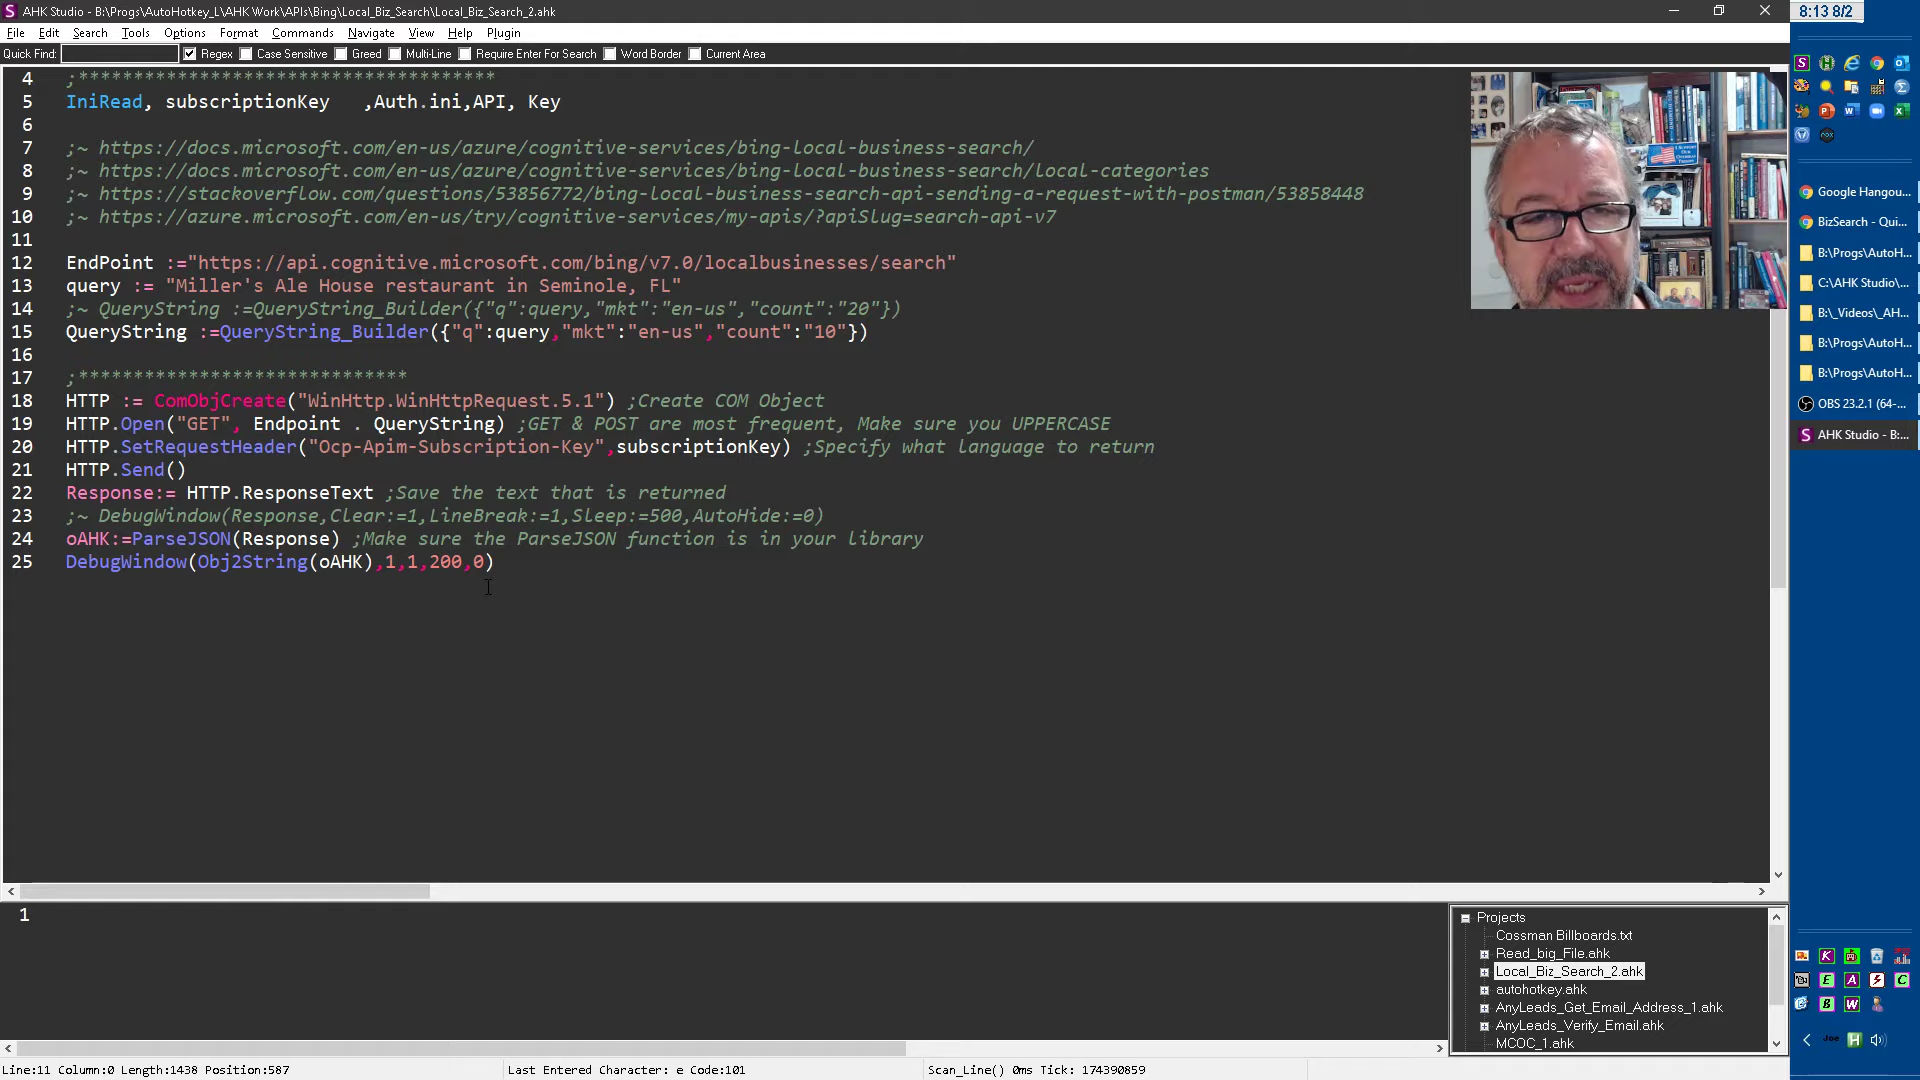 AHK Studio - B:\Progs\AutoHotkey_L\AHK Work\APIs\Bing\Local_Biz_Search\Local_Biz_Search_2.ahk
8:13 8/2
File Edit Search Tools Options Format Commands Navigate View Help Plugin
Quick Find: Regex Case Sensitive Greed Multi-Line Require Enter For Search Word Border Current Area
4 ;**************************************
5 IniRead, subscriptionKey ,Auth.ini,API, Key
6
7 ;~ https://docs.microsoft.com/en-us/azure/cognitive-services/bing-local-business-search/
8 ;~ https://docs.microsoft.com/en-us/azure/cognitive-services/bing-local-business-search/local-categories
9 ;~ https://stackoverflow.com/questions/53856772/bing-local-business-search-api-sending-a-request-with-postman/53858448
10 ;~ https://azure.microsoft.com/en-us/try/cognitive-services/my-apis/?apiSlug=search-api-v7
11
12 EndPoint :="https://api.cognitive.microsoft.com/bing/v7.0/localbusinesses/search"
13 query := "Miller's Ale House restaurant in Seminole, FL"
14 ;~ QueryString :=QueryString_Builder({"q":query,"mkt":"en-us","count":"20"})
15 QueryString :=QueryString_Builder({"q":query,"mkt":"en-us","count":"10"})
16
17 ;******************************
18 HTTP := ComObjCreate("WinHttp.WinHttpRequest.5.1") ;Create COM Object
19 HTTP.Open("GET", Endpoint . QueryString) ;GET & POST are most frequent, Make sure you UPPERCASE
20 HTTP.SetRequestHeader("Ocp-Apim-Subscription-Key",subscriptionKey) ;Specify what language to return
21 HTTP.Send()
22 Response:= HTTP.ResponseText ;Save the text that is returned
23 ;~ DebugWindow(Response,Clear:=1,LineBreak:=1,Sleep:=500,AutoHide:=0)
24 oAHK:=ParseJSON(Response) ;Make sure the ParseJSON function is in your library
25 DebugWindow(Obj2String(oAHK),1,1,200,0)
Google Hangou...
BizSearch - Qui...
B:\Progs\AutoH...
C:\AHK Studio\...
B:\_Videos\_AH...
B:\Progs\AutoH...
B:\Progs\AutoH...
OBS 23.2.1 (64-...
AHK Studio - B:...
1
Projects
Cossman Billboards.txt
Read_big_File.ahk
Local_Biz_Search_2.ahk
autohotkey.ahk
AnyLeads_Get_Email_Address_1.ahk
AnyLeads_Verify_Email.ahk
MCOC_1.ahk
Joe
Line:11 Column:0 Length:1438 Position:587
Last Entered Character: e Code:101
Scan_Line() 0ms Tick: 174390859